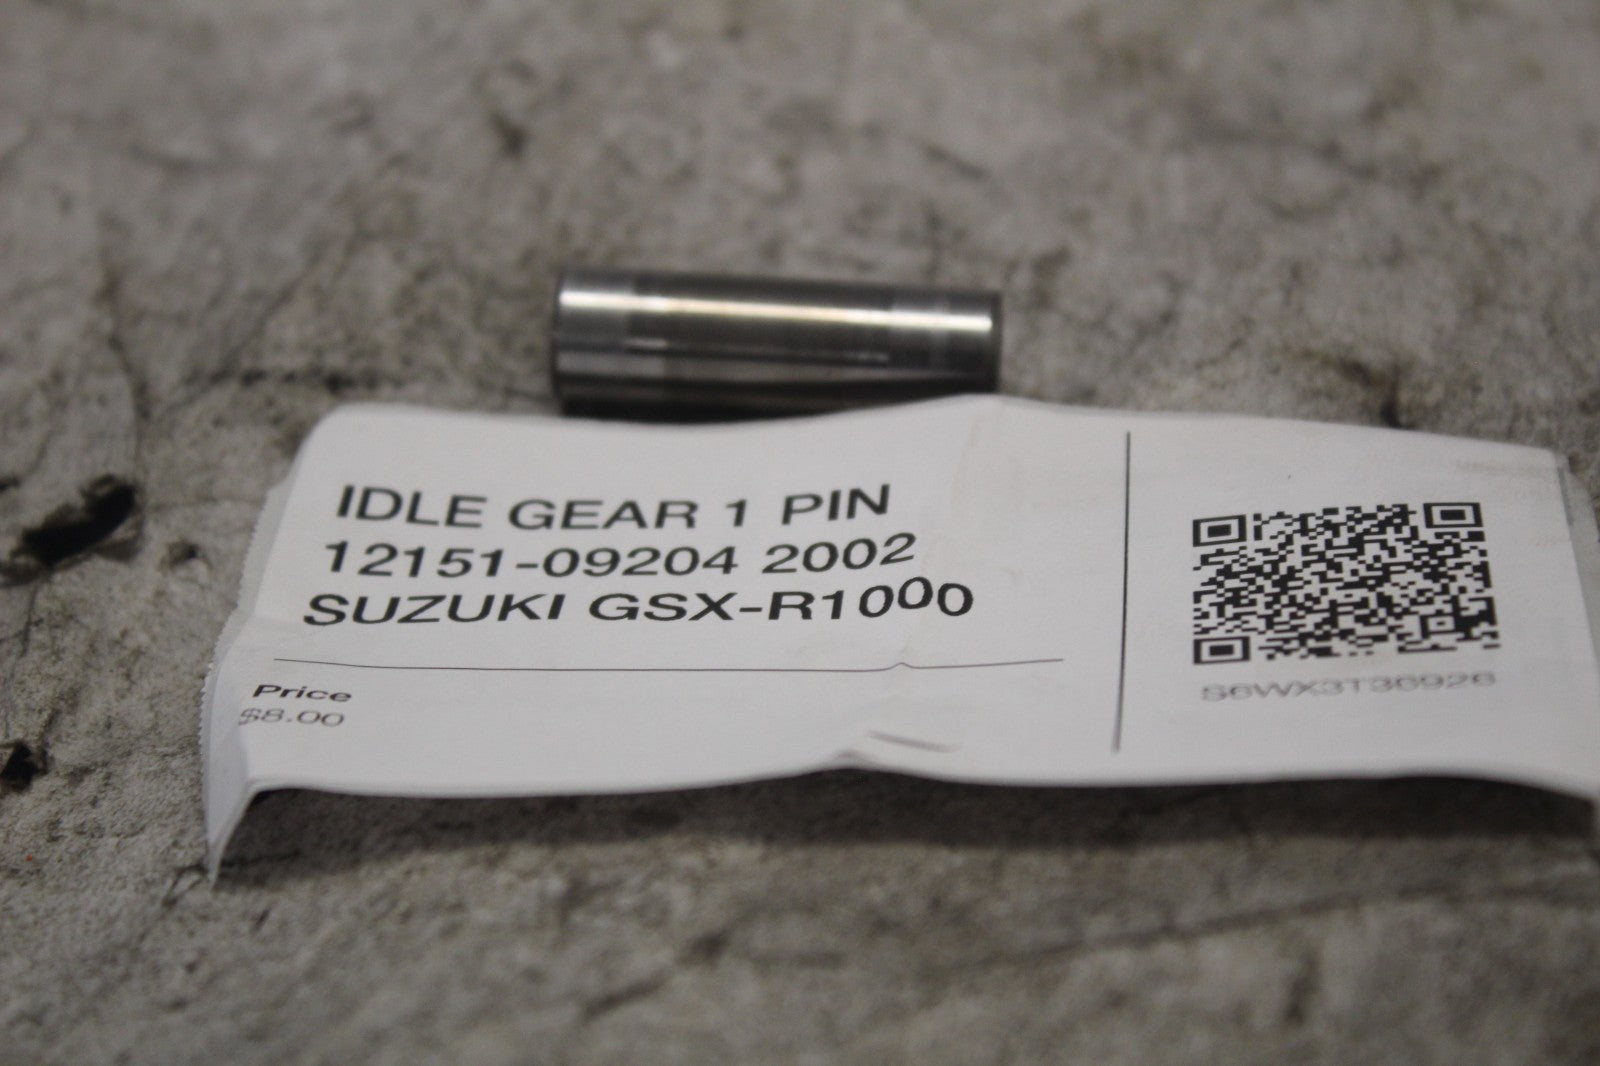 IDLE GEAR 1 PIN
12151-09204 2002
SUZUKI GSX-R1000
Price
$8.00
S6WX3T36926